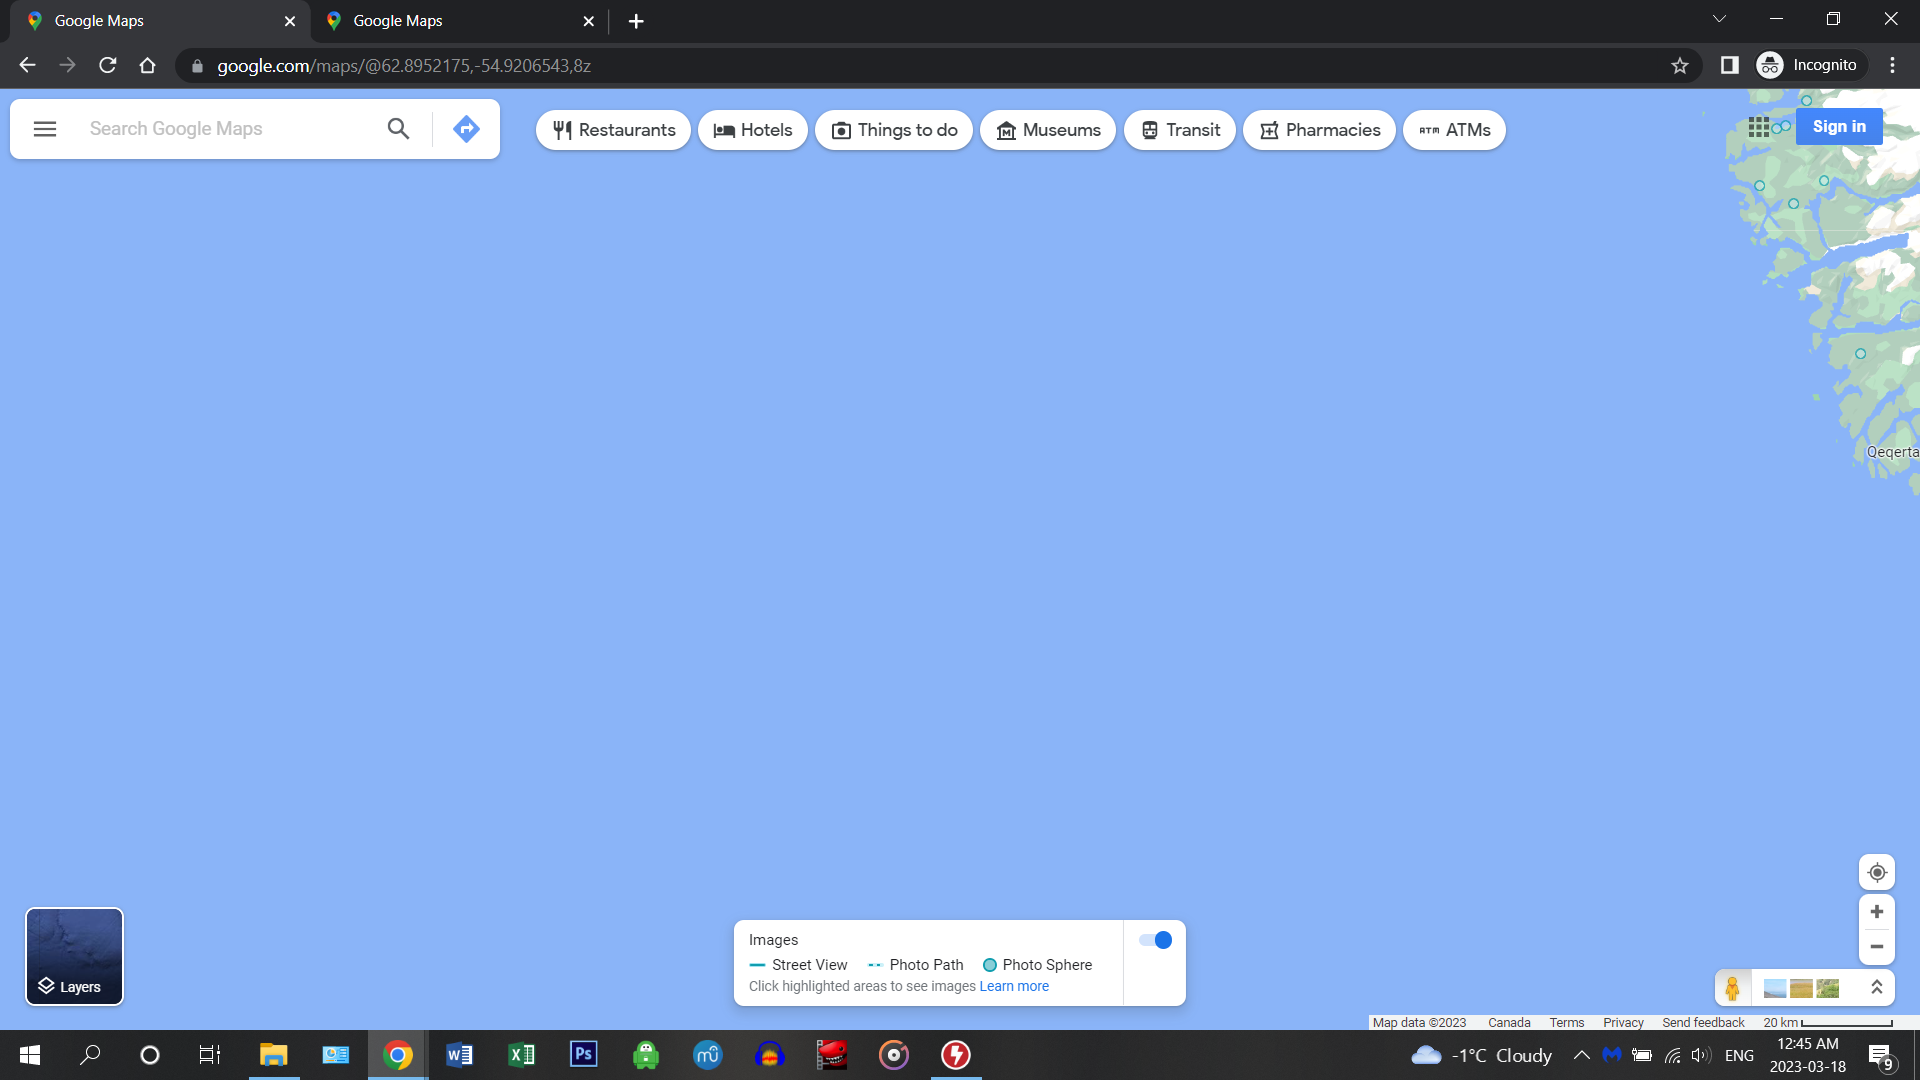 Google Maps
Google Maps
google.com/maps/@62.8952175,-54.9206543,8z
Incognito
Search Google Maps
Restaurants
Hotels
Things to do
Museums
Transit
Pharmacies
ATM ATMs
Sign in
Qeqerta
Layers
Images
Street View
Photo Path
Photo Sphere
Click highlighted areas to see images Learn more
Map data ©2023
Canada
Terms
Privacy
Send feedback
20 km
-1°C Cloudy
ENG
12:45 AM
2023-03-18
9